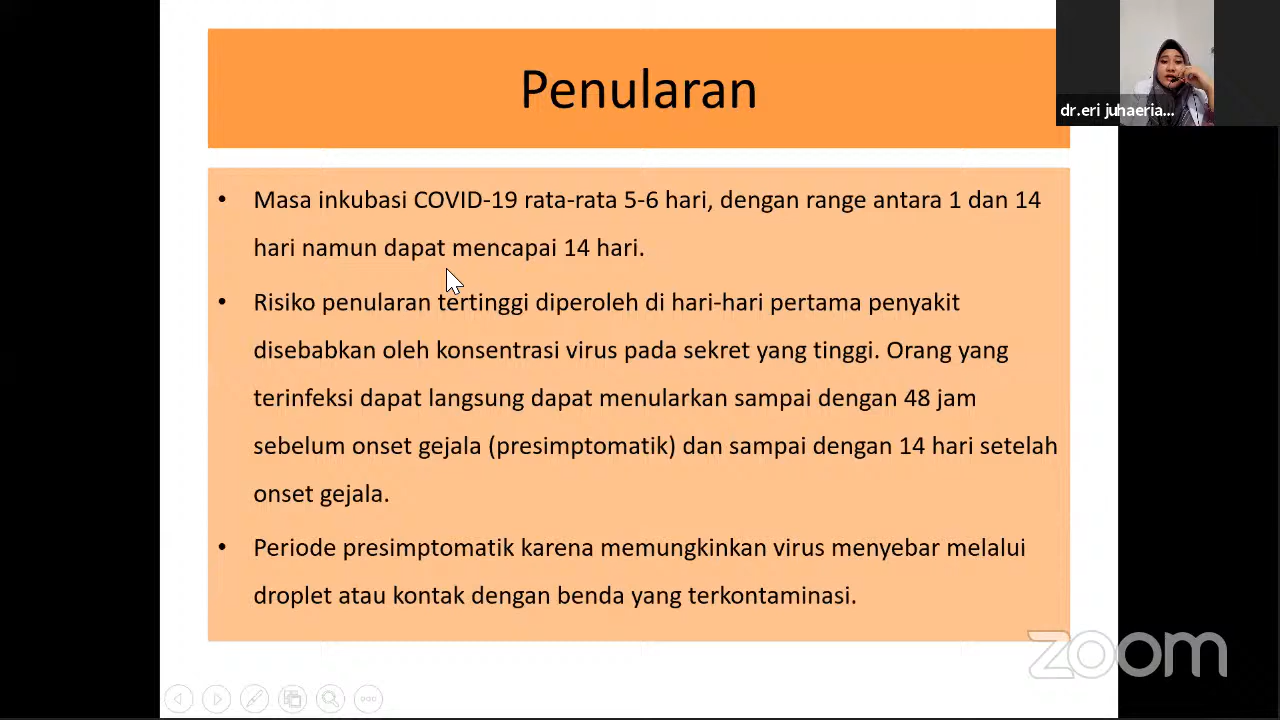 Penularan
dr.eri juhaeria...
• Masa inkubasi COVID-19 rata-rata 5-6 hari, dengan range antara 1 dan 14
hari namun dapat mencapai 14 hari.
• Risiko penularan tertinggi diperoleh di hari-hari pertama penyakit
disebabkan oleh konsentrasi virus pada sekret yang tinggi. Orang yang
terinfeksi dapat langsung dapat menularkan sampai dengan 48 jam
sebelum onset gejala (presimptomatik) dan sampai dengan 14 hari setelah
onset gejala.
• Periode presimptomatik karena memungkinkan virus menyebar melalui
droplet atau kontak dengan benda yang terkontaminasi.
zoom